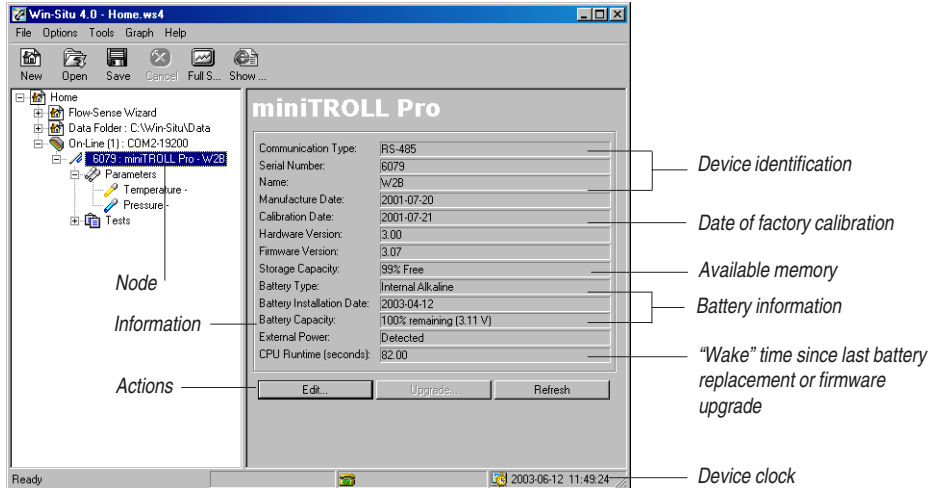 Win-Situ 4.0 - Home.ws4
File Options Tools Graph Help
New Open Save Cancel Full S... Show ...
Home
Flow-Sense Wizard
Data Folder : C:\Win-Situ\Data
On-Line (1) : COM2-19200
6079 : miniTROLL Pro - W2B
Parameters
Temperature -
Pressure -
Tests
Node
Information
Actions
miniTROLL Pro
Communication Type: RS-485
Serial Number: 6079
Name: W2B
Manufacture Date: 2001-07-20
Calibration Date: 2001-07-21
Hardware Version: 3.00
Firmware Version: 3.07
Storage Capacity: 99% Free
Battery Type: Internal Alkaline
Battery Installation Date: 2003-04-12
Battery Capacity: 100% remaining (3.11 V)
External Power: Detected
CPU Runtime (seconds): 82.00
Edit... Upgrade... Refresh
Device identification
Date of factory calibration
Available memory
Battery information
“Wake” time since last battery
replacement or firmware
upgrade
Ready 2003-06-12 11:49:24
Device clock